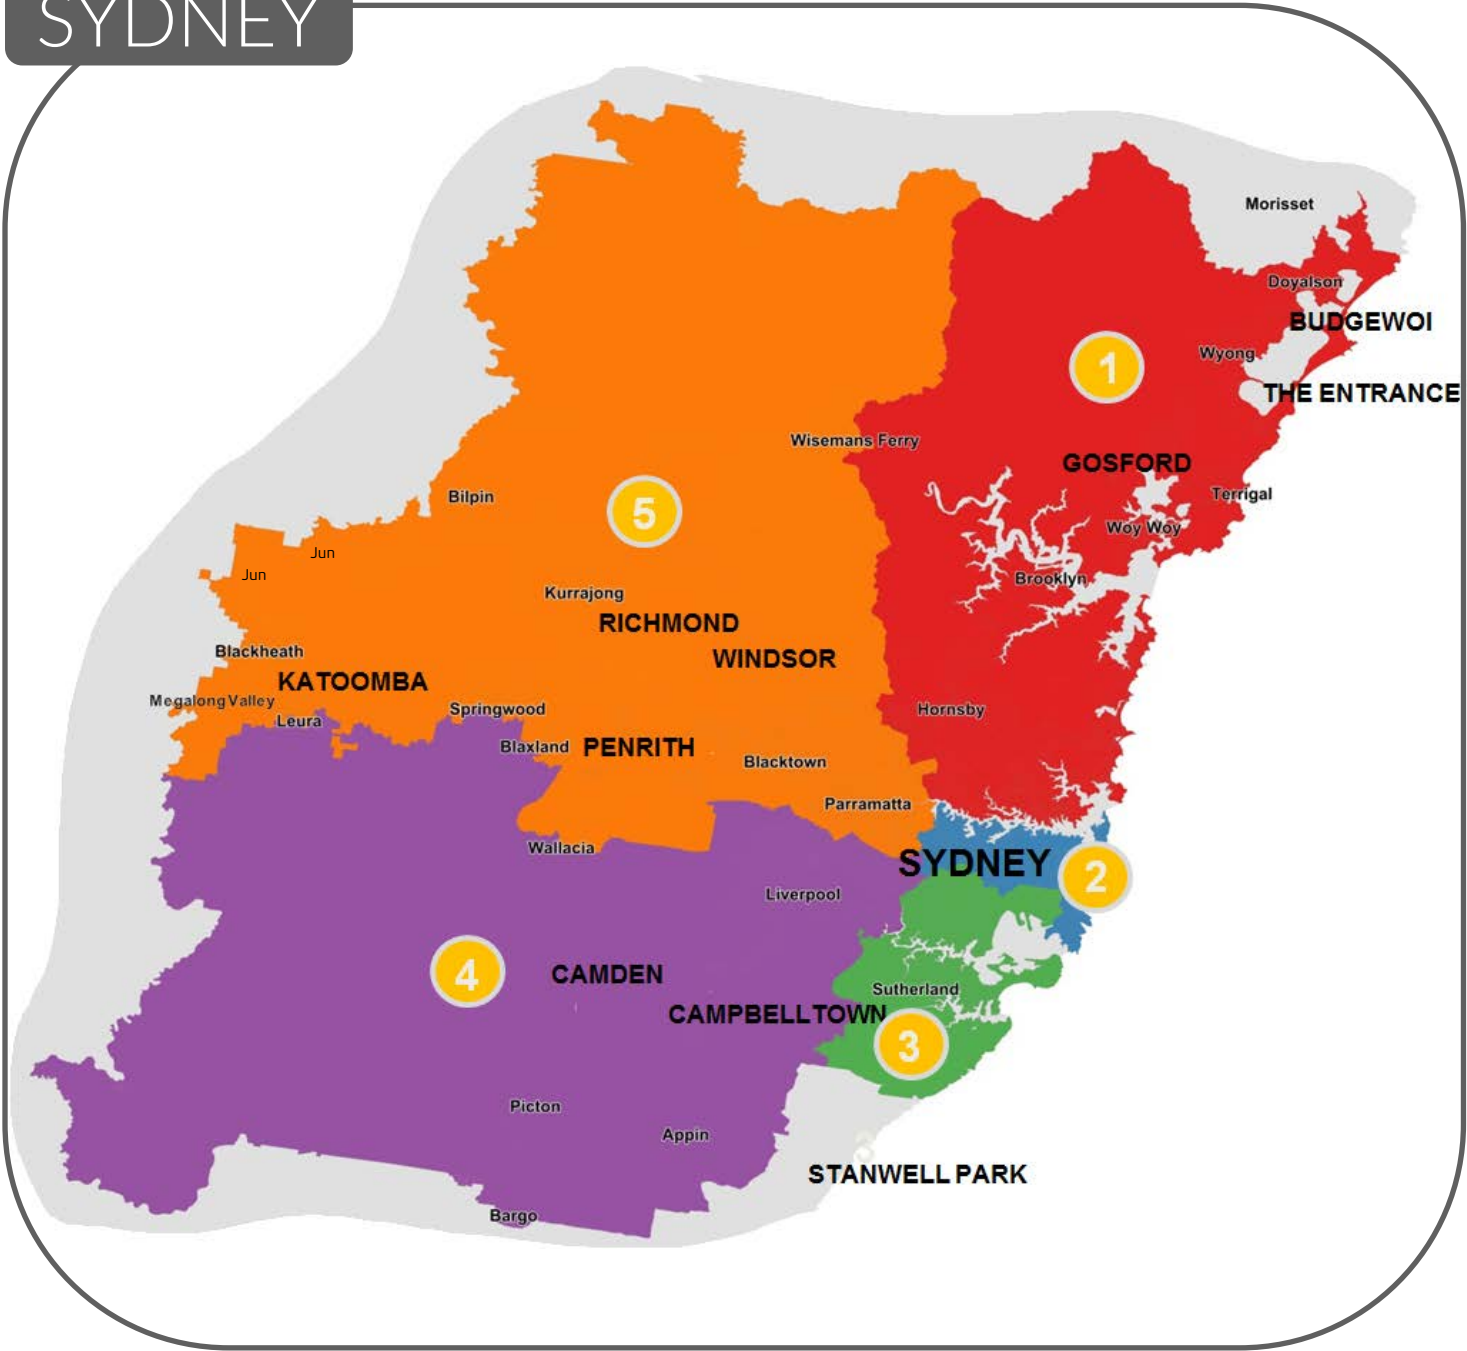 SYDNEY
Morisset
Doyalson
BUDGEWOI
Wyong
1
THE ENTRANCE
Wisemans Ferry
GOSFORD
Terrigal
Bilpin
5
Woy Woy
Jun
Jun
Brooklyn
Kurrajong
RICHMOND
Blackheath
WINDSOR
KATOOMBA
Megalong Valley
Springwood
Hornsby
Leura
Blaxland
PENRITH
Blacktown
Parramatta
Wallacia
SYDNEY
2
Liverpool
4
CAMDEN
Sutherland
CAMPBELLTOWN
3
Picton
Appin
3
STANWELL PARK
Bargo